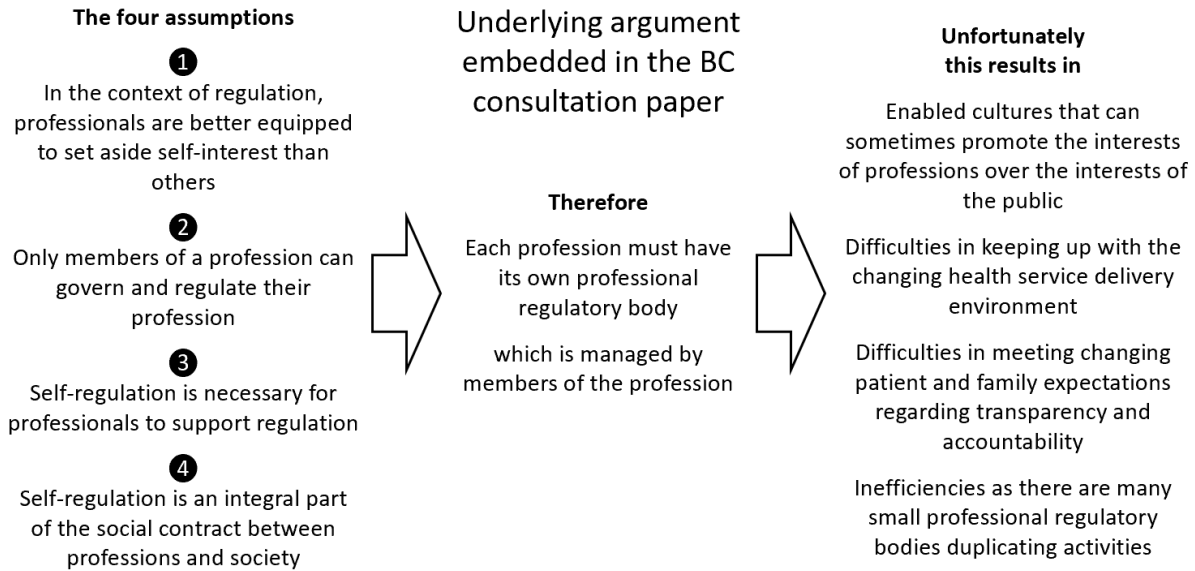 The four assumptions
1
In the context of regulation,
professionals are better equipped
to set aside self-interest than
others
2
Only members of a profession can
govern and regulate their
profession
3
Self-regulation is necessary for
professionals to support regulation
4
Self-regulation is an integral part
of the social contract between
professions and society
Underlying argument
embedded in the BC
consultation paper
Therefore
Each profession must have
its own professional
regulatory body
which is managed by
members of the profession
Unfortunately
this results in
Enabled cultures that can
sometimes promote the interests
of professions over the interests of
the public
Difficulties in keeping up with the
changing health service delivery
environment
Difficulties in meeting changing
patient and family expectations
regarding transparency and
accountability
Inefficiencies as there are many
small professional regulatory
bodies duplicating activities